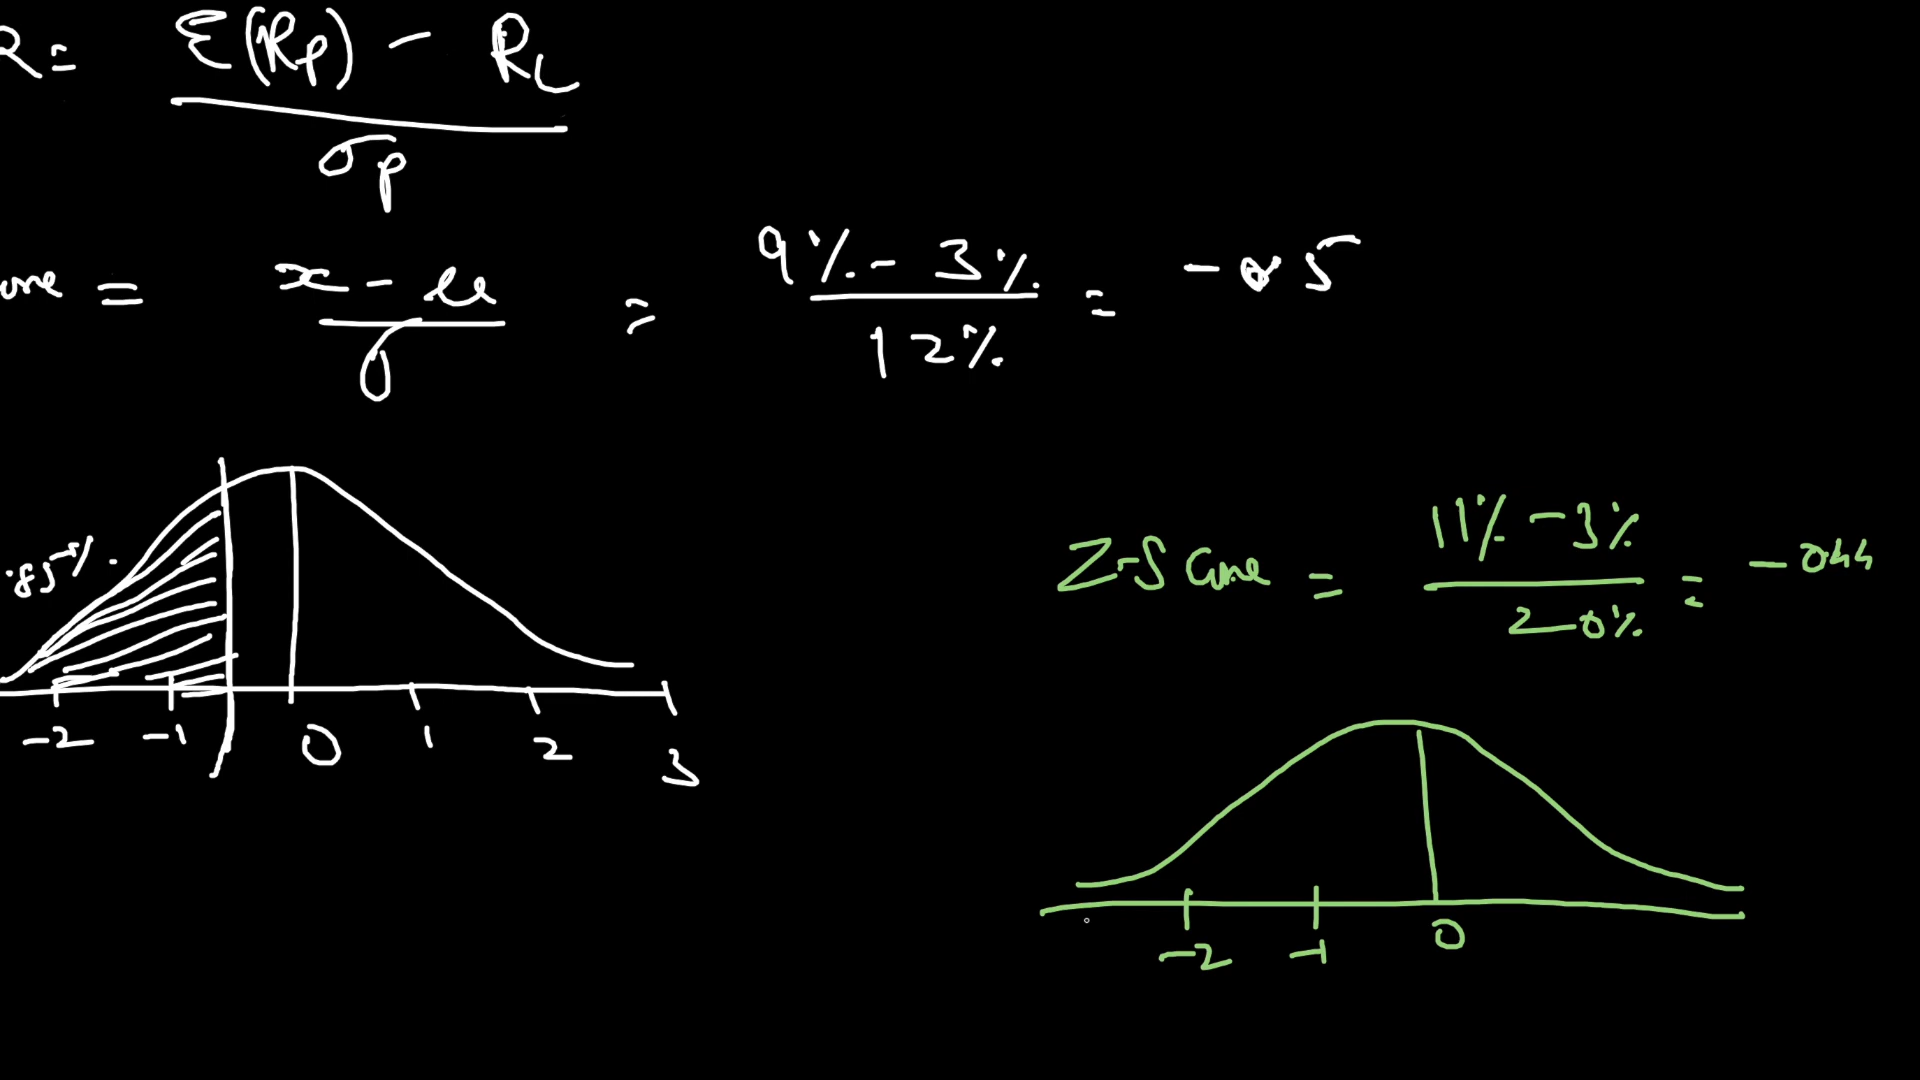 R = E(Rp) - RL
σp
ore = x - μ = 9% - 3% = -0.5
σ 12%
.85%.
-2 -1 0 1 2 3
Z-Score = 11% - 3% = -0.44
20%
-2 -1 0